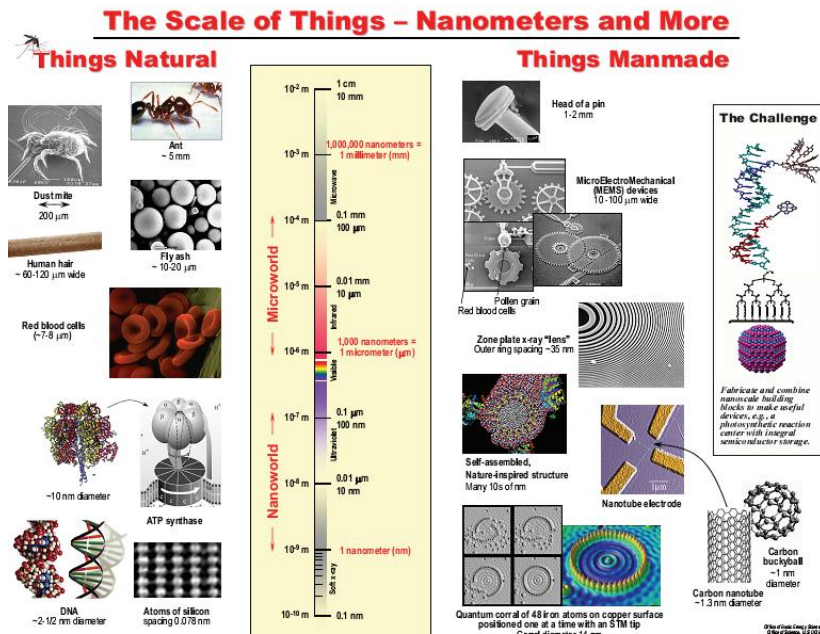 The Scale of Things – Nanometers and More
Things Natural
Things Manmade
Ant
~ 5 mm
Dust mite
200 µm
Human hair
~ 60-120 µm wide
Fly ash
~ 10-20 µm
Red blood cells
(~7-8 µm)
~10 nm diameter
ATP synthase
DNA
~2-1/2 nm diameter
Atoms of silicon
spacing 0.078 nm
Microworld
Nanoworld
10⁻² m
1 cm
10 mm
1,000,000 nanometers =
1 millimeter (mm)
10⁻³ m
Microwave
10⁻⁴ m
0.1 mm
100 µm
0.01 mm
10⁻⁵ m
10 µm
Infrared
1,000 nanometers =
1 micrometer (µm)
10⁻⁶ m
Visible
10⁻⁷ m
0.1 µm
100 nm
Ultraviolet
0.01 µm
10⁻⁸ m
10 nm
10⁻⁹ m
1 nanometer (nm)
Soft x-ray
10⁻¹⁰ m
0.1 nm
Head of a pin
1-2 mm
MicroElectroMechanical
(MEMS) devices
10 -100 µm wide
Pollen grain
Red blood cells
Zone plate x-ray “lens”
Outer ring spacing ~35 nm
Self-assembled,
Nature-inspired structure
Many 10s of nm
1µm
Nanotube electrode
Carbon
buckyball
~1 nm
diameter
Carbon nanotube
~1.3 nm diameter
Quantum corral of 48 iron atoms on copper surface
positioned one at a time with an STM tip
The Challenge
Fabricate and combine
nanoscale building
blocks to make useful
devices, e.g., a
photosynthetic reaction
center with integral
semiconductor storage.